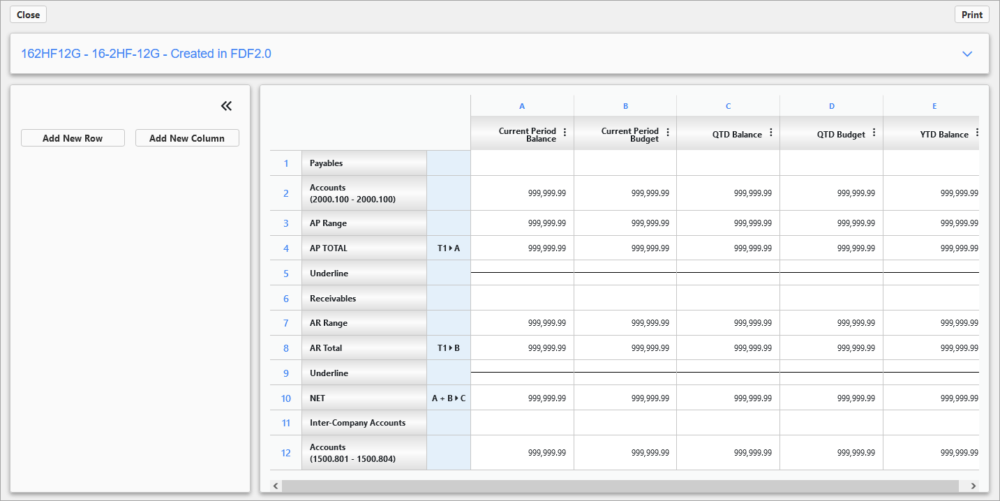 Close
Print
162HF12G - 16-2HF-12G - Created in FDF2.0
Add New Row
Add New Column
A
B
C
D
E
Current Period
Balance
Current Period
Budget
QTD Balance
QTD Budget
YTD Balance
1 Payables
2 Accounts
(2000.100 - 2000.100)
999,999.99 999,999.99 999,999.99 999,999.99 999,999.99
3 AP Range 999,999.99 999,999.99 999,999.99 999,999.99 999,999.99
4 AP TOTAL T1▸A 999,999.99 999,999.99 999,999.99 999,999.99 999,999.99
5 Underline
6 Receivables
7 AR Range 999,999.99 999,999.99 999,999.99 999,999.99 999,999.99
8 AR Total T1▸B 999,999.99 999,999.99 999,999.99 999,999.99 999,999.99
9 Underline
10 NET A + B▸C 999,999.99 999,999.99 999,999.99 999,999.99 999,999.99
11 Inter-Company Accounts
12 Accounts
(1500.801 - 1500.804)
999,999.99 999,999.99 999,999.99 999,999.99 999,999.99